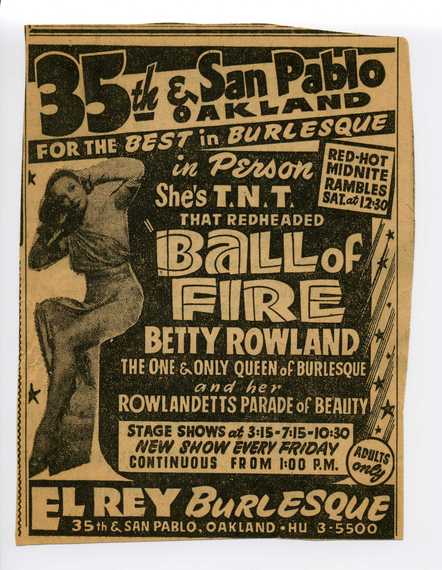 35th & San Pablo
OAKLAND
FOR THE BEST in BURLESQUE
in Person
RED-HOT
MIDNITE
RAMBLES
SAT. at 12:30
She's T.N.T.
THAT REDHEADED
"BALL of
FIRE
BETTY ROWLAND
THE ONE & ONLY QUEEN of BURLESQUE
and her
ROWLANDETTS PARADE of BEAUTY
STAGE SHOWS at 3:15-7:15-10:30
NEW SHOW EVERY FRIDAY
CONTINUOUS FROM 1:00 P.M.
ADULTS
only
EL REY BURLESQUE
35th & SAN PABLO, OAKLAND • HU 3-5500